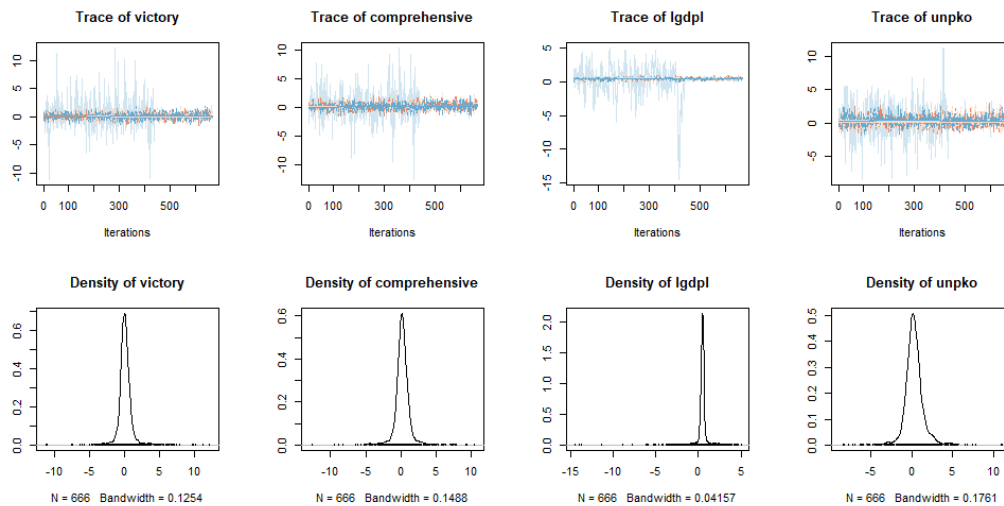 Trace of victory
Trace of comprehensive
Trace of lgdpl
Trace of unpko
10
5
0
-5
-10
0 100 300 500
Iterations
10
5
0
-5
-10
0 100 300 500
Iterations
5
0
-5
-10
-15
0 100 300 500
Iterations
10
5
0
-5
0 100 300 500
Iterations
Density of victory
Density of comprehensive
Density of lgdpl
Density of unpko
0.6
0.4
0.2
0.0
-10 -5 0 5 10
N = 666 Bandwidth = 0.1254
0.6
0.5
0.4
0.3
0.2
0.1
0.0
-10 -5 0 5 10
N = 666 Bandwidth = 0.1488
2.0
1.5
1.0
0.5
0.0
-15 -10 -5 0 5
N = 666 Bandwidth = 0.04157
0.5
0.4
0.3
0.2
0.1
0.0
-5 0 5 10
N = 666 Bandwidth = 0.1761